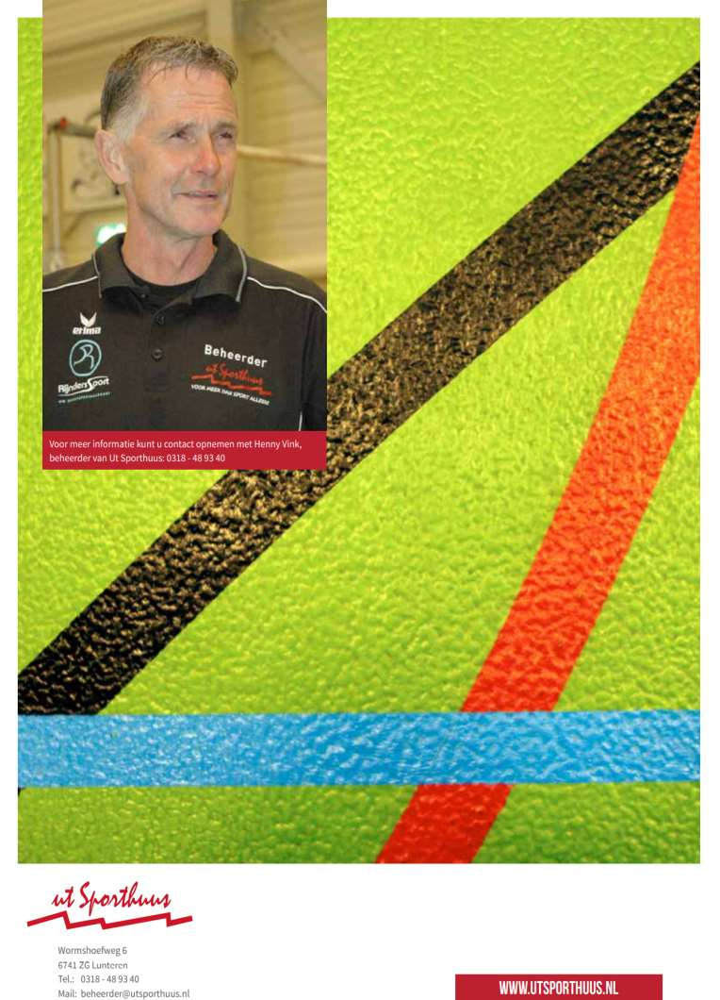 erima
Rijnders Sport
Beheerder
ut Sporthuus
VOOR MEER DAN SPORT ALLEEN
Voor meer informatie kunt u contact opnemen met Henny Vink,
beheerder van Ut Sporthuus: 0318 - 48 93 40
ut Sporthuus
Wormshoefweg 6
6741 ZG Lunteren
Tel.: 0318 - 48 93 40
Mail: beheerder@utsporthuus.nl
WWW.UTSPORTHUUS.NL